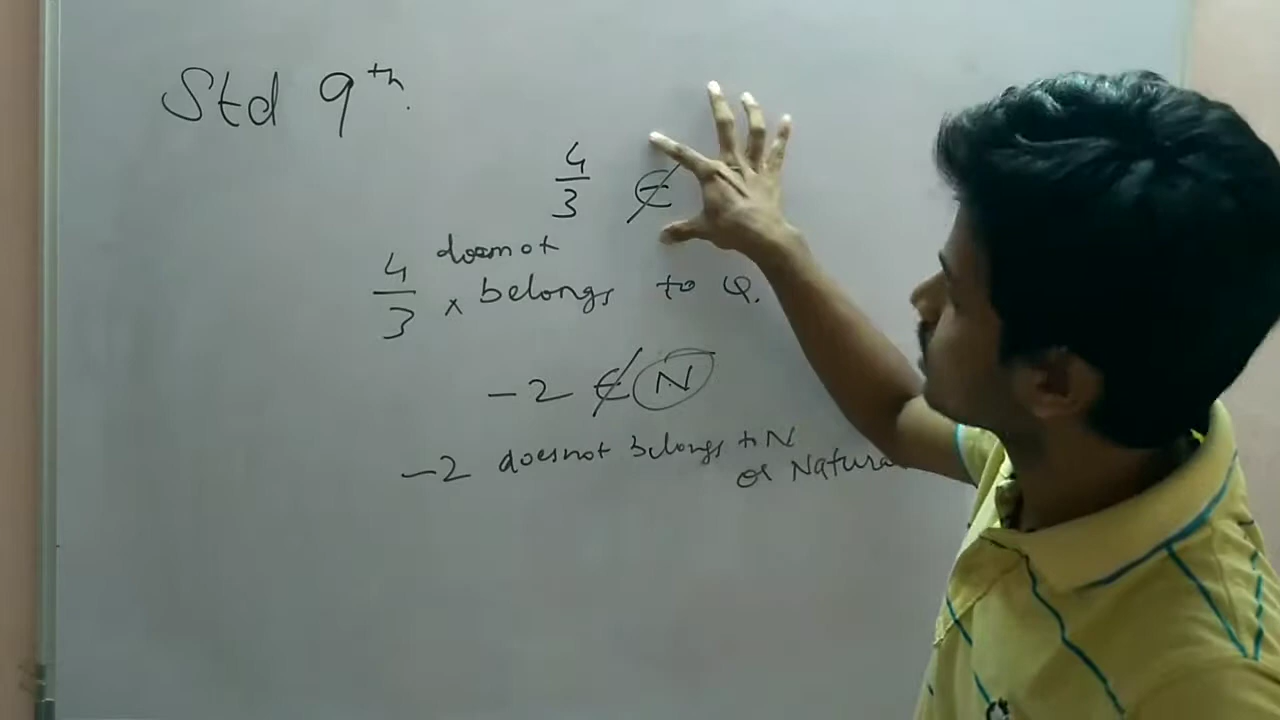 Std 9th.
4/3 ∉
4/3 × doesnot belongs to Q.
-2 ∉ N
-2 doesnot belongs to N
or Natura